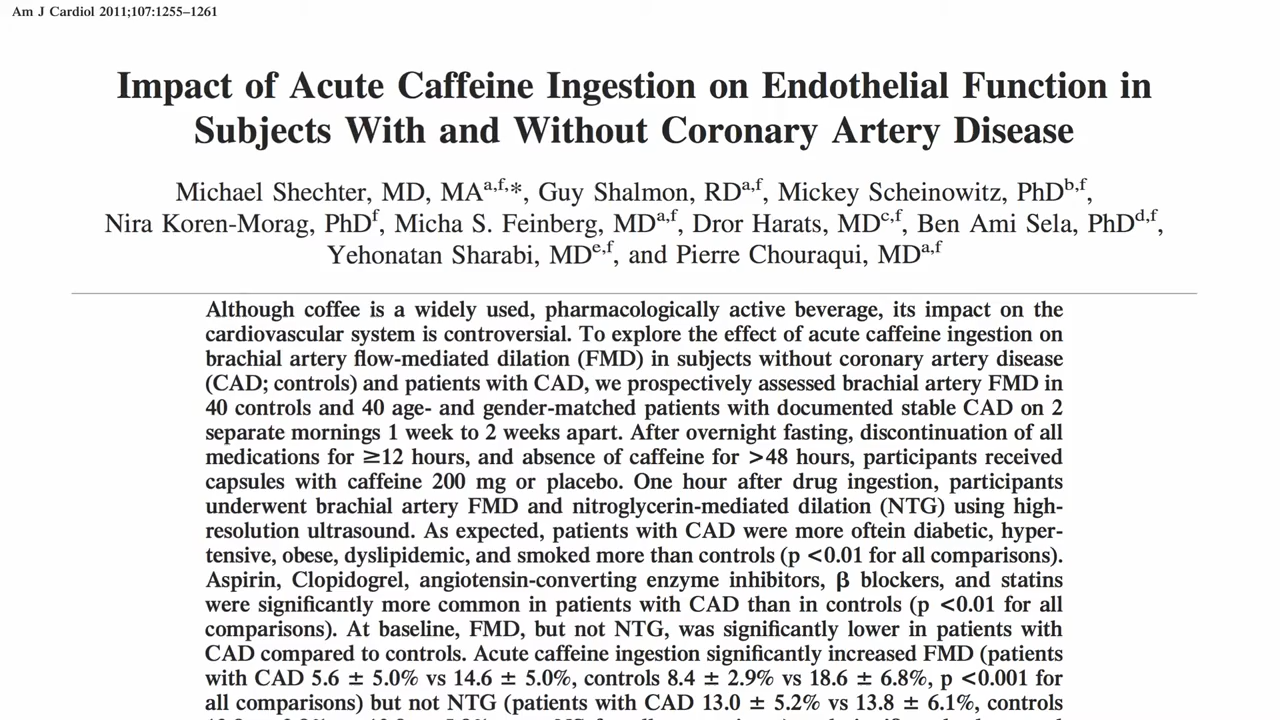 Am J Cardiol 2011;107:1255–1261
Impact of Acute Caffeine Ingestion on Endothelial Function in
Subjects With and Without Coronary Artery Disease
Michael Shechter, MD, MAa,f,*, Guy Shalmon, RDa,f, Mickey Scheinowitz, PhDb,f,
Nira Koren-Morag, PhDf, Micha S. Feinberg, MDa,f, Dror Harats, MDc,f, Ben Ami Sela, PhDd,f,
Yehonatan Sharabi, MDe,f, and Pierre Chouraqui, MDa,f
Although coffee is a widely used, pharmacologically active beverage, its impact on the
cardiovascular system is controversial. To explore the effect of acute caffeine ingestion on
brachial artery flow-mediated dilation (FMD) in subjects without coronary artery disease
(CAD; controls) and patients with CAD, we prospectively assessed brachial artery FMD in
40 controls and 40 age- and gender-matched patients with documented stable CAD on 2
separate mornings 1 week to 2 weeks apart. After overnight fasting, discontinuation of all
medications for ≥12 hours, and absence of caffeine for >48 hours, participants received
capsules with caffeine 200 mg or placebo. One hour after drug ingestion, participants
underwent brachial artery FMD and nitroglycerin-mediated dilation (NTG) using high-
resolution ultrasound. As expected, patients with CAD were more oftein diabetic, hyper-
tensive, obese, dyslipidemic, and smoked more than controls (p <0.01 for all comparisons).
Aspirin, Clopidogrel, angiotensin-converting enzyme inhibitors, β blockers, and statins
were significantly more common in patients with CAD than in controls (p <0.01 for all
comparisons). At baseline, FMD, but not NTG, was significantly lower in patients with
CAD compared to controls. Acute caffeine ingestion significantly increased FMD (patients
with CAD 5.6 ± 5.0% vs 14.6 ± 5.0%, controls 8.4 ± 2.9% vs 18.6 ± 6.8%, p <0.001 for
all comparisons) but not NTG (patients with CAD 13.0 ± 5.2% vs 13.8 ± 6.1%, controls